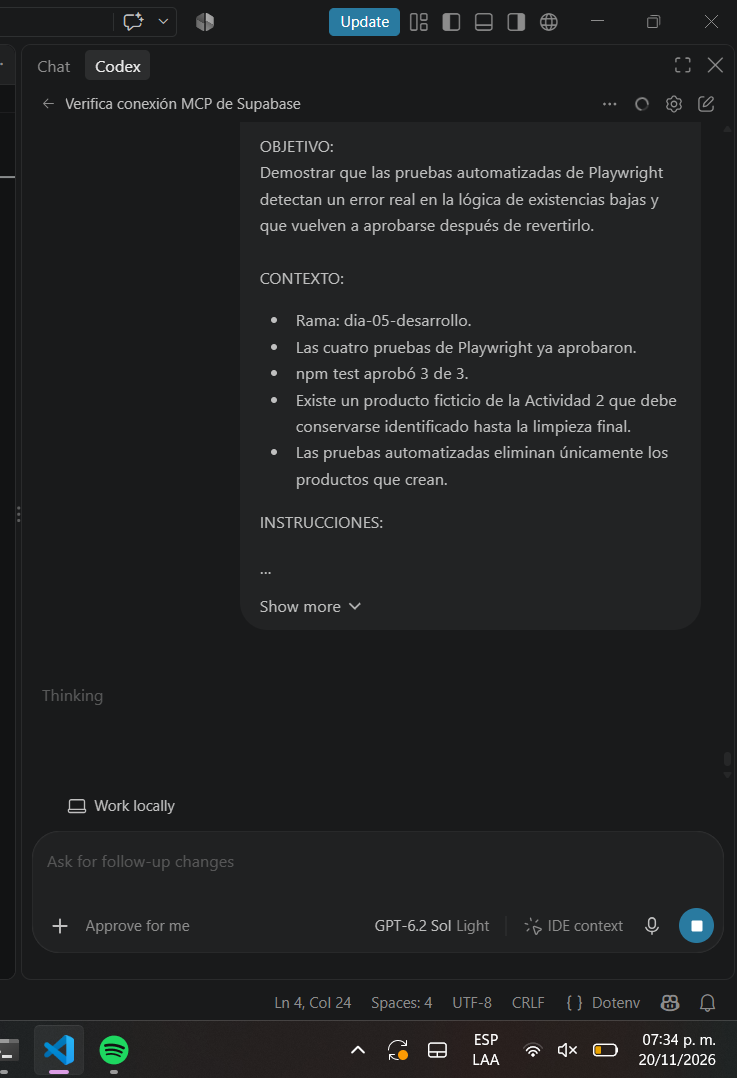 Update
Chat
Codex
Verifica conexión MCP de Supabase
OBJETIVO:
Demostrar que las pruebas automatizadas de Playwright
detectan un error real en la lógica de existencias bajas y
que vuelven a aprobarse después de revertirlo.
CONTEXTO:
• Rama: dia-05-desarrollo.
• Las cuatro pruebas de Playwright ya aprobaron.
• npm test aprobó 3 de 3.
• Existe un producto ficticio de la Actividad 2 que debe
conservarse identificado hasta la limpieza final.
• Las pruebas automatizadas eliminan únicamente los
productos que crean.
INSTRUCCIONES:
...
Show more
Thinking
Work locally
Ask for follow-up changes
Approve for me
GPT-6.2 Sol Light
IDE context
Ln 4, Col 24
Spaces: 4
UTF-8
CRLF
{ } Dotenv
ESP
LAA
07:34 p. m.
20/11/2026